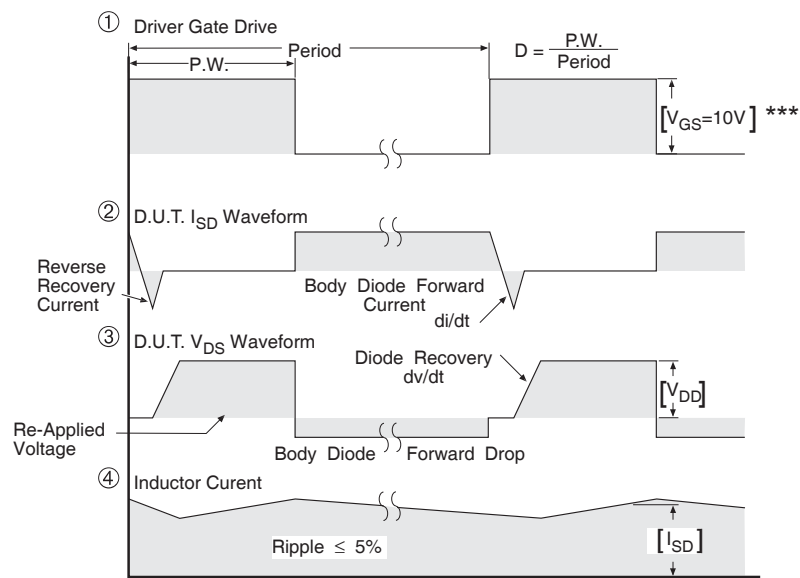 ① Driver Gate Drive
P.W.
Period
D = P.W.
Period
[VGS=10V] ***
② D.U.T. ISD Waveform
Reverse
Recovery
Current
Body Diode Forward
Current
di/dt
③ D.U.T. VDS Waveform
Diode Recovery
dv/dt
[VDD]
Re-Applied
Voltage
Body Diode Forward Drop
④ Inductor Curent
Ripple ≤ 5%
[ISD]